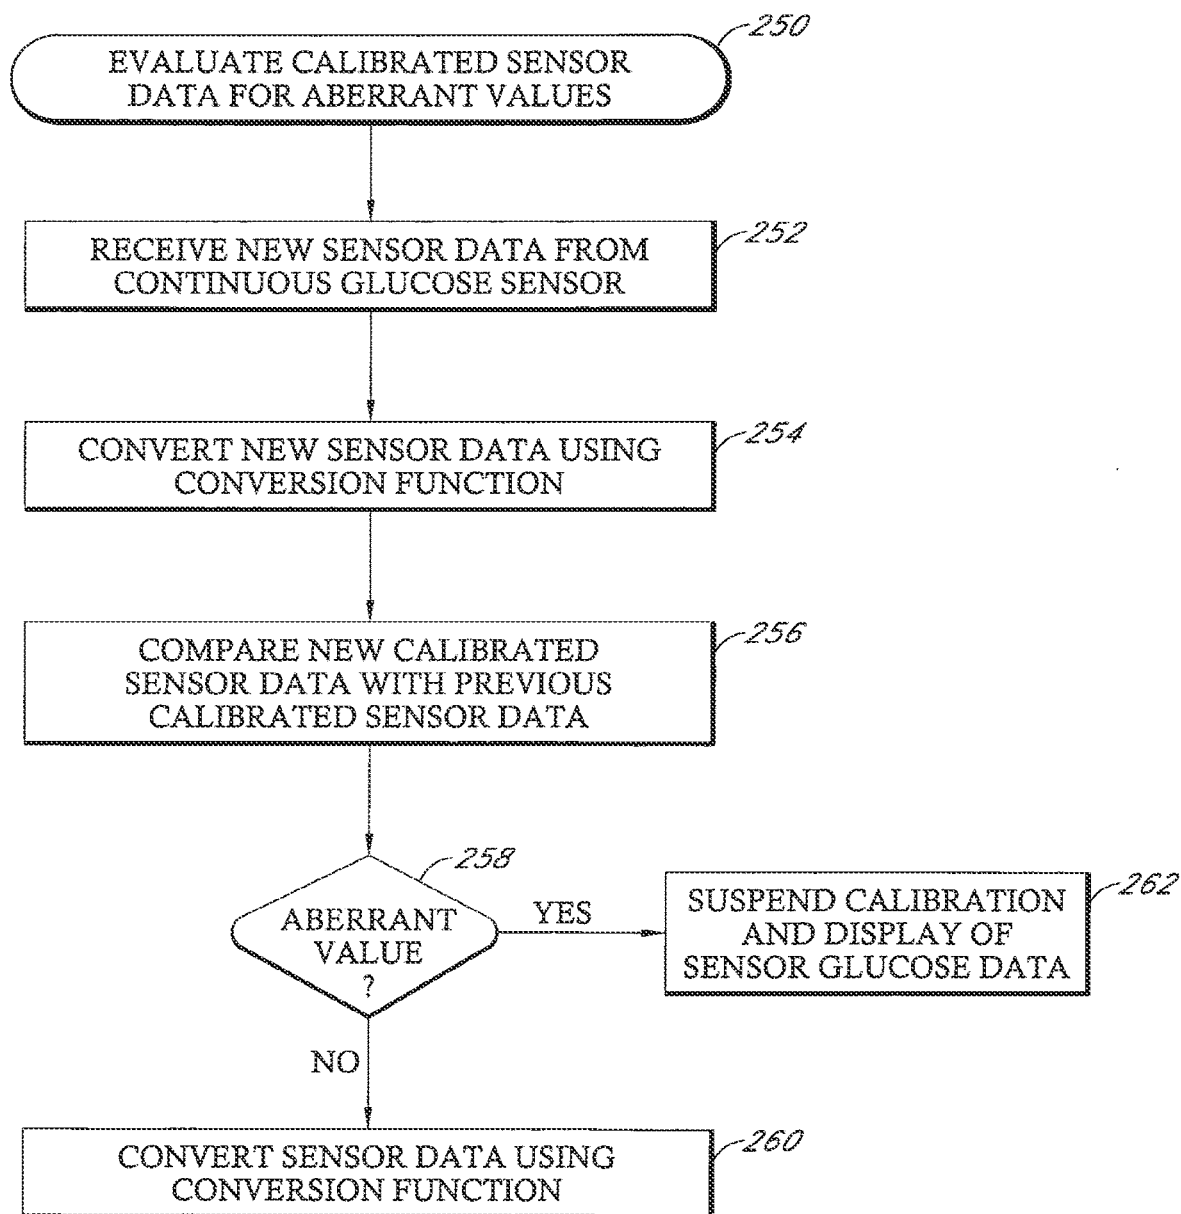 250
EVALUATE CALIBRATED SENSOR
DATA FOR ABERRANT VALUES
252
RECEIVE NEW SENSOR DATA FROM
CONTINUOUS GLUCOSE SENSOR
254
CONVERT NEW SENSOR DATA USING
CONVERSION FUNCTION
256
COMPARE NEW CALIBRATED
SENSOR DATA WITH PREVIOUS
CALIBRATED SENSOR DATA
258
ABERRANT
VALUE
?
YES
262
SUSPEND CALIBRATION
AND DISPLAY OF
SENSOR GLUCOSE DATA
NO
260
CONVERT SENSOR DATA USING
CONVERSION FUNCTION